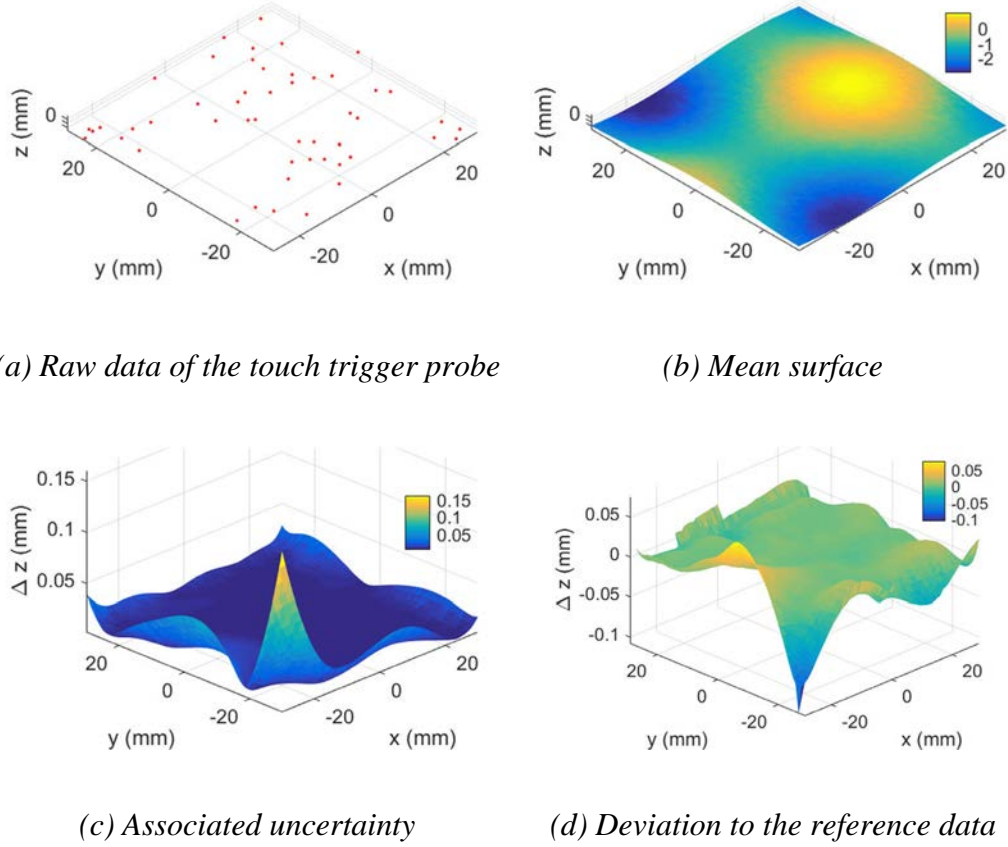 z (mm)
0
20
0
-20
y (mm)
20
0
-20
x (mm)
0
-1
-2
z (mm)
0
20
0
-20
y (mm)
20
0
-20
x (mm)
(a) Raw data of the touch trigger probe
(b) Mean surface
0.15
0.1
0.05
Δ z (mm)
20
0
-20
y (mm)
20
0
-20
x (mm)
0.15
0.1
0.05
0.05
0
-0.05
-0.1
Δ z (mm)
20
0
-20
y (mm)
20
0
-20
x (mm)
0.05
0
-0.05
-0.1
(c) Associated uncertainty
(d) Deviation to the reference data